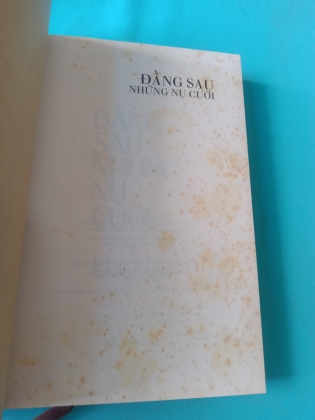 ĐẰNG SAU
NHỮNG NỤ CƯỜI